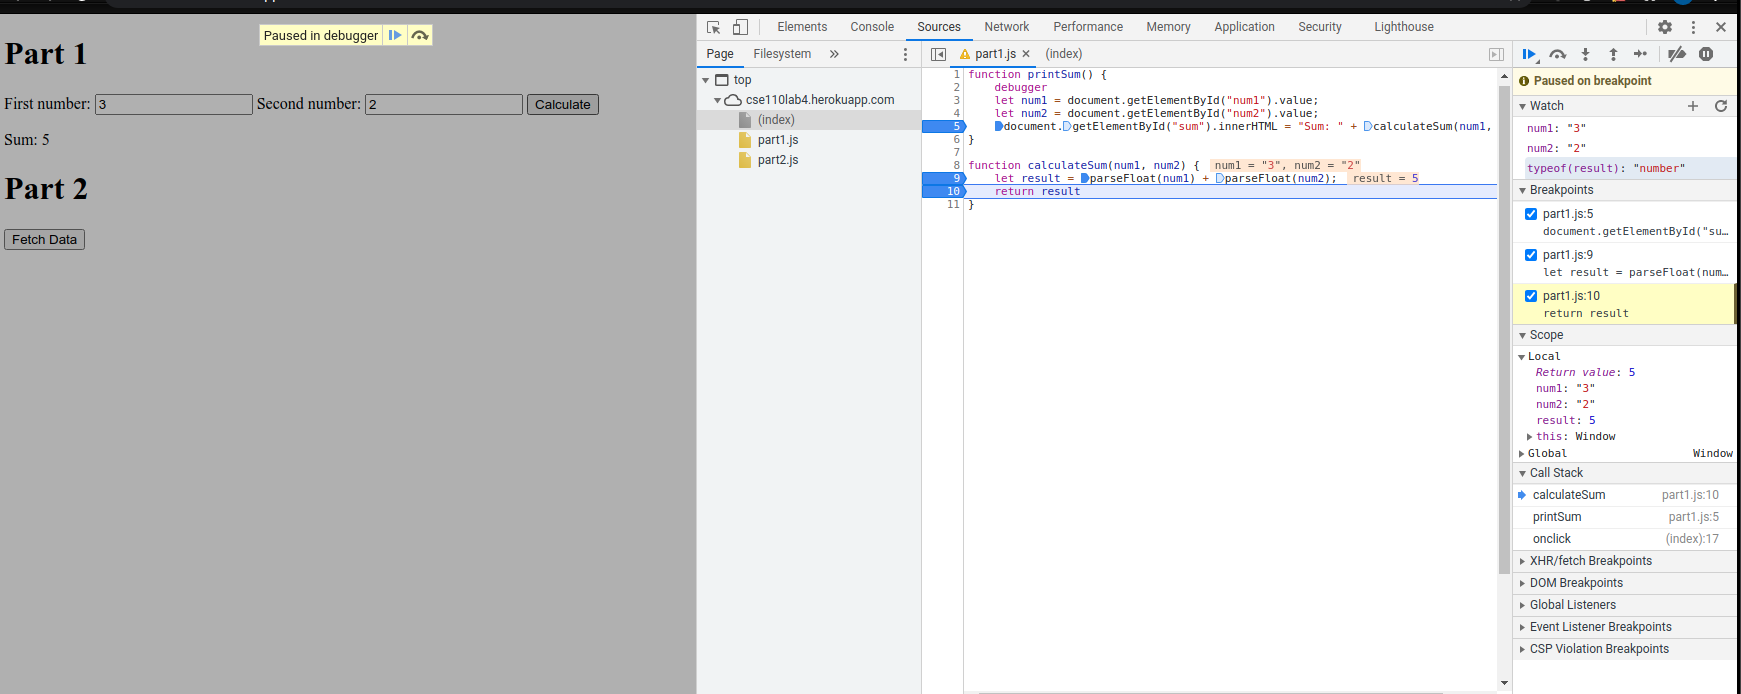 Part 1
First number: 3 Second number: 2 Calculate
Sum: 5
Part 2
Fetch Data
Paused in debugger
Elements Console Sources Network Performance Memory Application Security Lighthouse
Page Filesystem »
top
cse110lab4.herokuapp.com
(index)
part1.js
part2.js
part1.js × (index)
1 function printSum() {
2 debugger
3 let num1 = document.getElementById("num1").value;
4 let num2 = document.getElementById("num2").value;
5 document.getElementById("sum").innerHTML = "Sum: " + calculateSum(num1,
6 }
7
8 function calculateSum(num1, num2) { num1 = "3", num2 = "2"
9 let result = parseFloat(num1) + parseFloat(num2); result = 5
10 return result
11 }
Paused on breakpoint
Watch
num1: "3"
num2: "2"
typeof(result): "number"
Breakpoints
part1.js:5
document.getElementById("su…
part1.js:9
let result = parseFloat(num…
part1.js:10
return result
Scope
Local
Return value: 5
num1: "3"
num2: "2"
result: 5
this: Window
Global Window
Call Stack
calculateSum part1.js:10
printSum part1.js:5
onclick (index):17
XHR/fetch Breakpoints
DOM Breakpoints
Global Listeners
Event Listener Breakpoints
CSP Violation Breakpoints